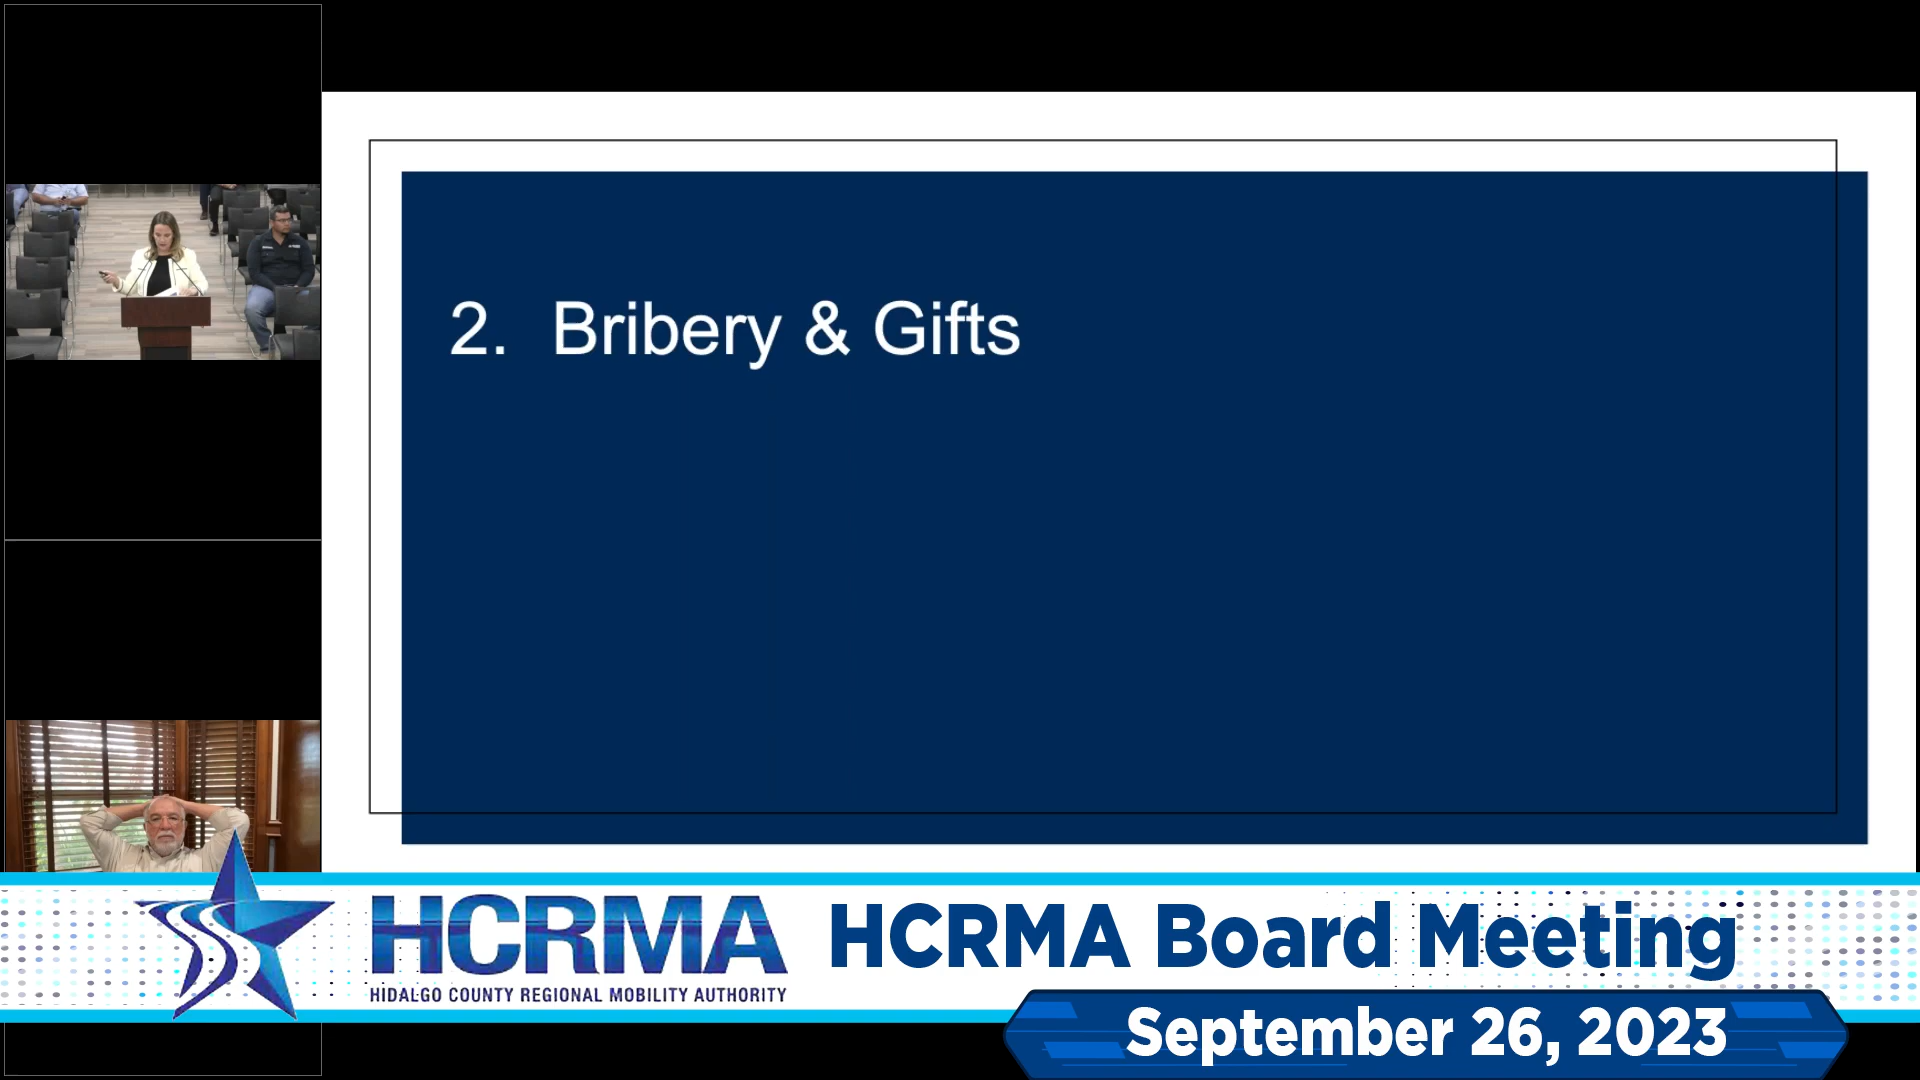 2. Bribery & Gifts
HCRMA
HIDALGO COUNTY REGIONAL MOBILITY AUTHORITY
HCRMA Board Meeting
September 26, 2023